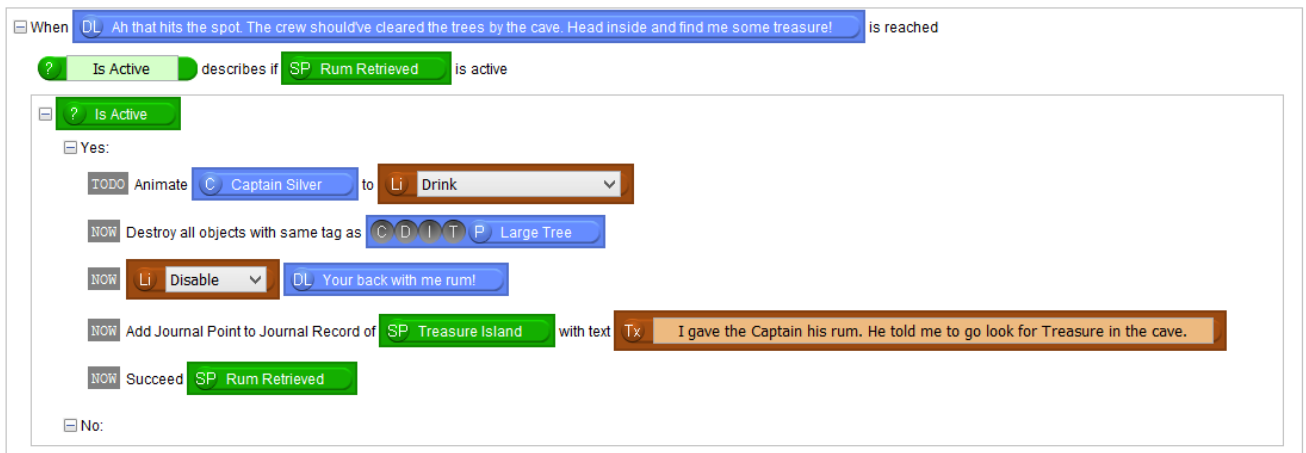 When DL Ah that hits the spot. The crew should've cleared the trees by the cave. Head inside and find me some treasure! is reached
? Is Active describes if SP Rum Retrieved is active
? Is Active
Yes:
TODO Animate C Captain Silver to Li Drink
NOW Destroy all objects with same tag as C D I T P Large Tree
NOW Li Disable DL Your back with me rum!
NOW Add Journal Point to Journal Record of SP Treasure Island with text Tx I gave the Captain his rum. He told me to go look for Treasure in the cave.
NOW Succeed SP Rum Retrieved
No: